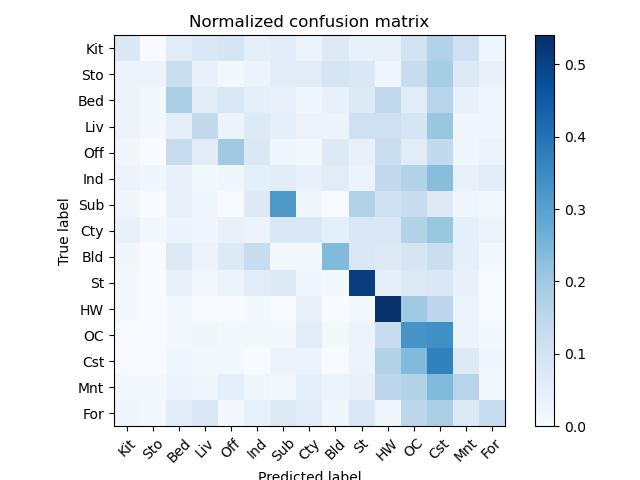 Normalized confusion matrix
True label
Kit
Sto
Bed
Liv
Off
Ind
Sub
Cty
Bld
St
HW
OC
Cst
Mnt
For
Kit Sto Bed Liv Off Ind Sub Cty Bld St HW OC Cst Mnt For
Predicted label
0.5
0.4
0.3
0.2
0.1
0.0